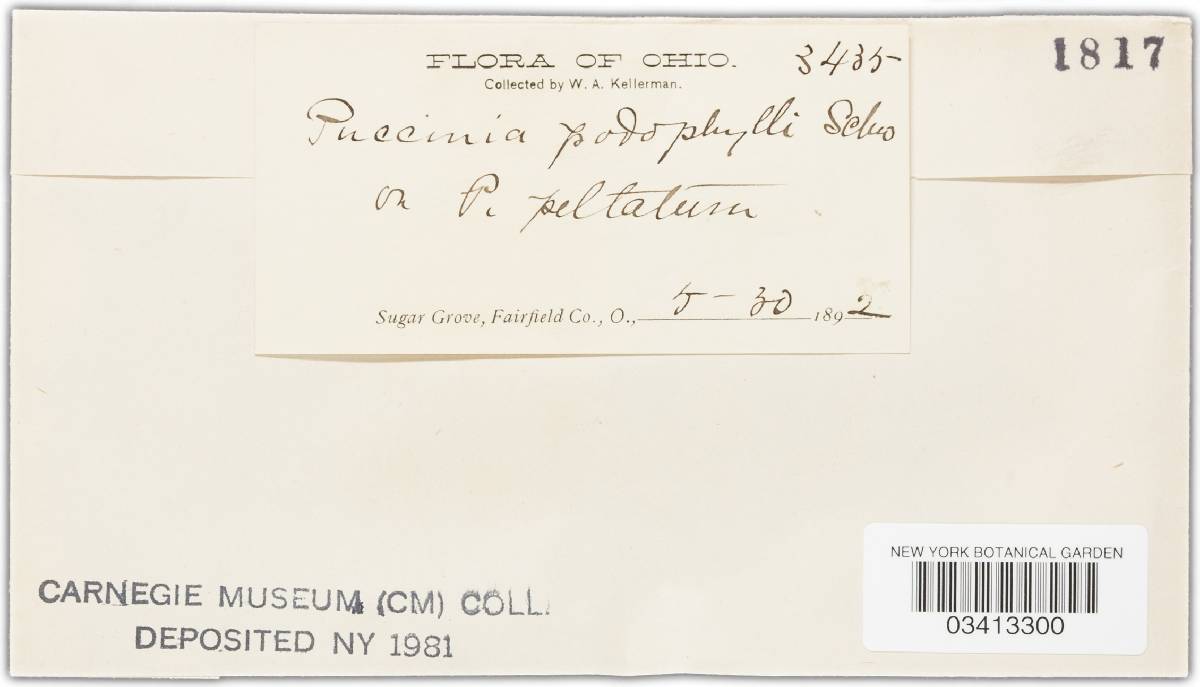 FLORA OF OHIO. 3435
1817
Collected by W. A. Kellerman.
Puccinia podophylli Schw
on P. peltatum
Sugar Grove, Fairfield Co., O., 5-30 1892
CARNEGIE MUSEUM (CM) COLL.
DEPOSITED NY 1981
NEW YORK BOTANICAL GARDEN
03413300